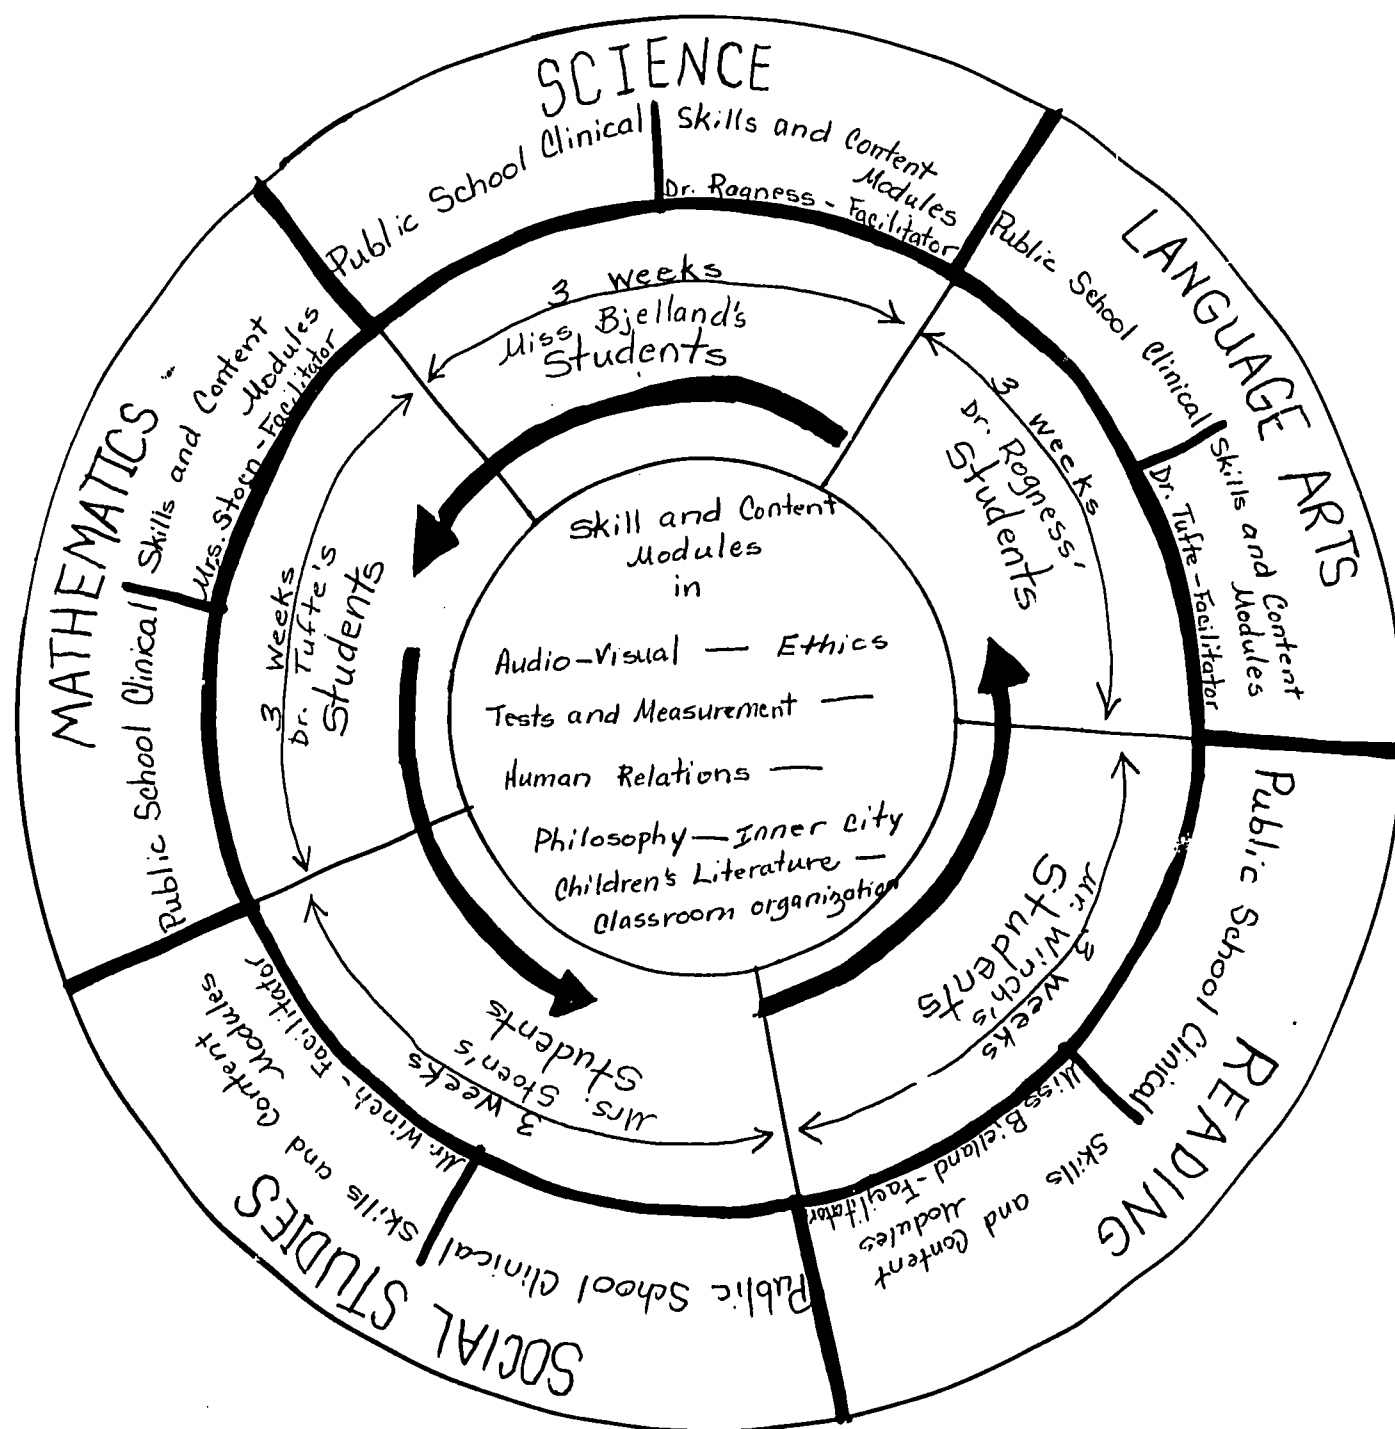 SCIENCE
Public School Clinical
Skills and Content
Modules
Dr. Rogness - Facilitator
3 weeks
Miss Bjelland's
Students
LANGUAGE ARTS
Public School Clinical
Skills and Content
Modules
Dr. Tufte - Facilitator
3 weeks
Dr. Rogness'
Students
READING
Public School Clinical
Skills and Content
Modules
Miss Bjelland - Facilitator
3 weeks
Mr. Winch's
Students
SOCIAL STUDIES
Public School Clinical
Skills and Content
Modules
Mr. Winch - Facilitator
3 weeks
Mrs. Stoen's
Students
MATHEMATICS
Public School Clinical
Skills and Content
Modules
Mrs. Stoen - Facilitator
3 Weeks
Dr. Tufte's
Students
Skill and Content
Modules
in
Audio-Visual — Ethics
Tests and Measurement —
Human Relations —
Philosophy — Inner City
Children's Literature —
Classroom organization